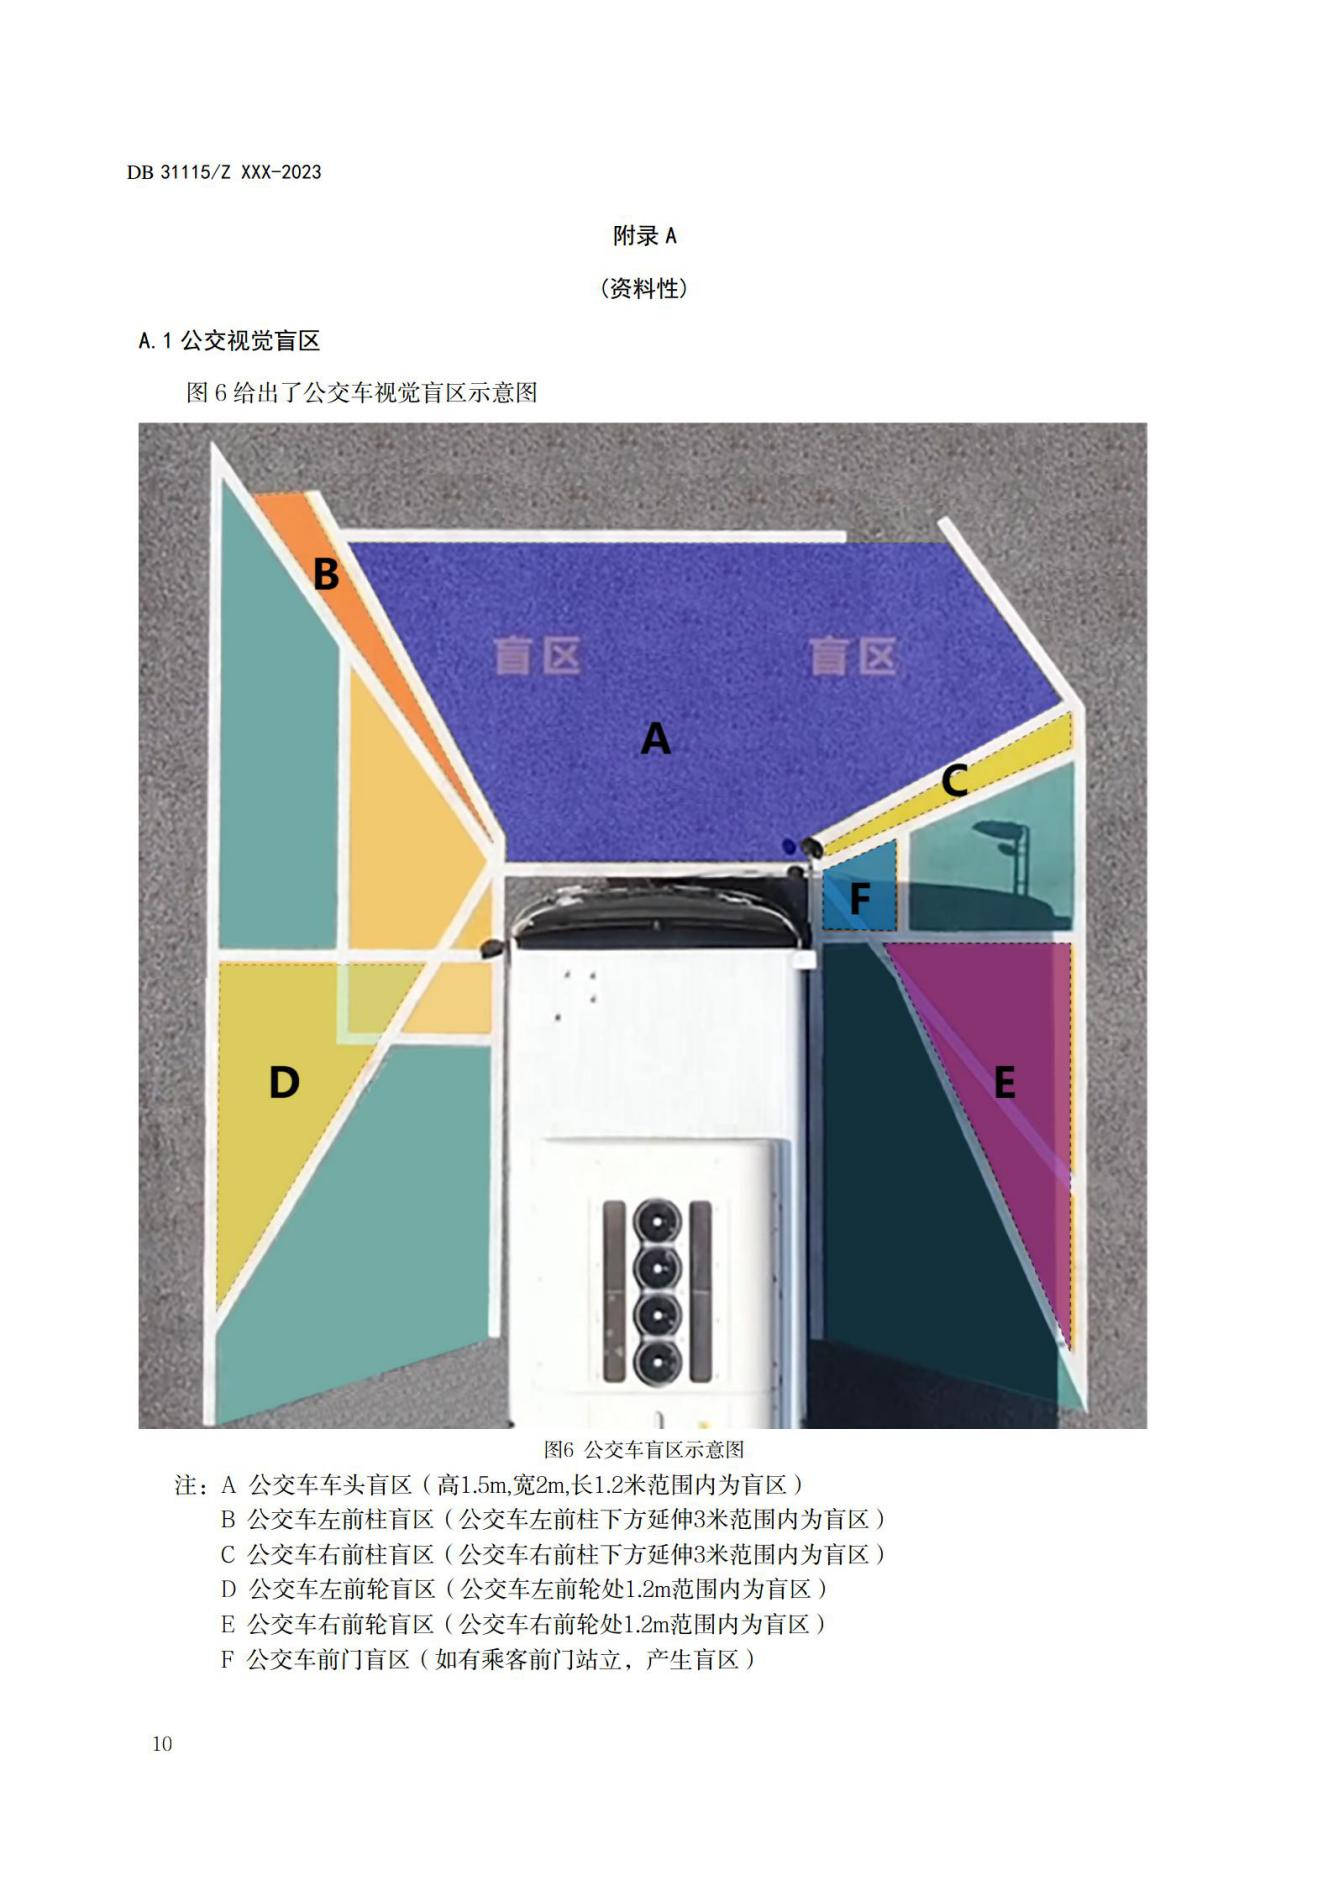 DB 31115/Z XXX-2023
附录 A
(资料性)
A.1 公交视觉盲区
图 6 给出了公交车视觉盲区示意图
B
盲区 盲区
A
C
F
D
E
图6 公交车盲区示意图
注：A 公交车车头盲区（高1.5m,宽2m,长1.2米范围内为盲区）
B 公交车左前柱盲区（公交车左前柱下方延伸3米范围内为盲区）
C 公交车右前柱盲区（公交车右前柱下方延伸3米范围内为盲区）
D 公交车左前轮盲区（公交车左前轮处1.2m范围内为盲区）
E 公交车右前轮盲区（公交车右前轮处1.2m范围内为盲区）
F 公交车前门盲区（如有乘客前门站立，产生盲区）
10